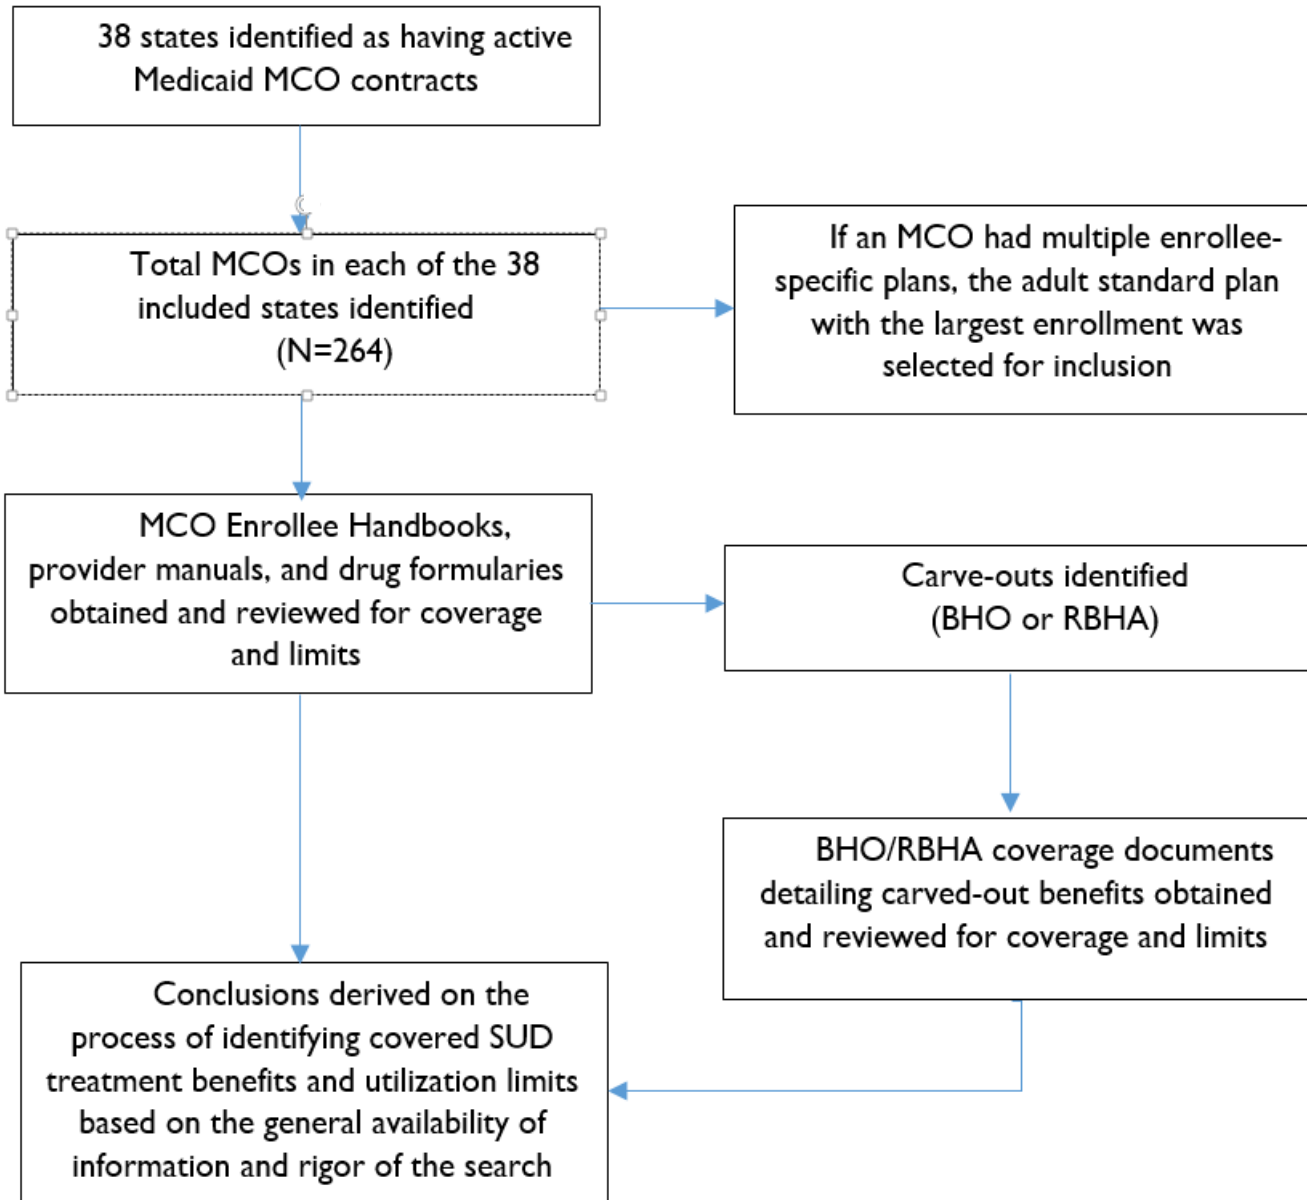 38 states identified as having active
Medicaid MCO contracts
Total MCOs in each of the 38
included states identified
(N=264)
If an MCO had multiple enrollee-
specific plans, the adult standard plan
with the largest enrollment was
selected for inclusion
MCO Enrollee Handbooks,
provider manuals, and drug formularies
obtained and reviewed for coverage
and limits
Carve-outs identified
(BHO or RBHA)
BHO/RBHA coverage documents
detailing carved-out benefits obtained
and reviewed for coverage and limits
Conclusions derived on the
process of identifying covered SUD
treatment benefits and utilization limits
based on the general availability of
information and rigor of the search